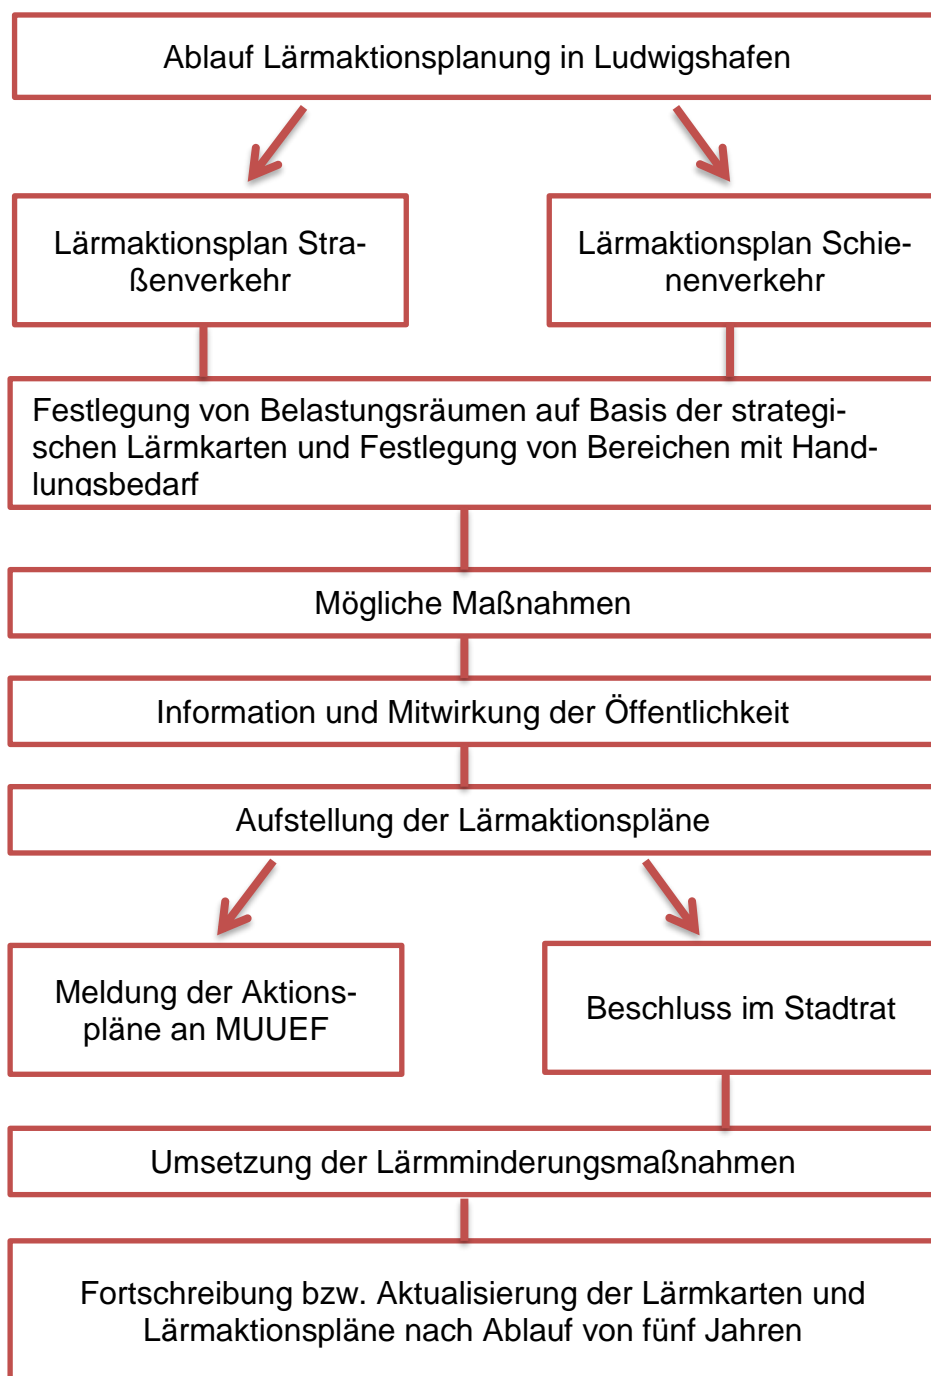 Ablauf Lärmaktionsplanung in Ludwigshafen
Lärmaktionsplan Stra-
ßenverkehr
Lärmaktionsplan Schie-
nenverkehr
Festlegung von Belastungsräumen auf Basis der strategi-
schen Lärmkarten und Festlegung von Bereichen mit Hand-
lungsbedarf
Mögliche Maßnahmen
Information und Mitwirkung der Öffentlichkeit
Aufstellung der Lärmaktionspläne
Meldung der Aktions-
pläne an MUUEF
Beschluss im Stadtrat
Umsetzung der Lärmminderungsmaßnahmen
Fortschreibung bzw. Aktualisierung der Lärmkarten und
Lärmaktionspläne nach Ablauf von fünf Jahren